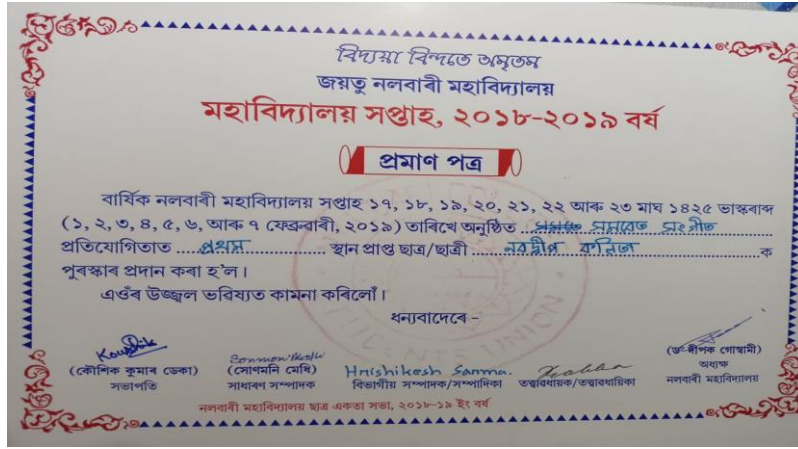 বিদ্যয়া বিন্দতে অমৃতম
জয়তু নলবাৰী মহাবিদ্যালয়
মহাবিদ্যালয় সপ্তাহ, ২০১৮-২০১৯ বৰ্ষ
প্ৰমাণ পত্ৰ
বাৰ্ষিক নলবাৰী মহাবিদ্যালয় সপ্তাহ ১৭, ১৮, ১৯, ২০, ২১, ২২ আৰু ২৩ মাঘ ১৪২৫ ভাস্কৰাব্দ
(১, ২, ৩, ৪, ৫, ৬, আৰু ৭ ফেব্ৰুৱাৰী, ২০১৯) তাৰিখে অনুষ্ঠিত সমবেত সংগীত
প্ৰতিযোগিতাত প্ৰথম স্থান প্ৰাপ্ত ছাত্ৰ/ছাত্ৰী নবদ্বীপ কলিতা ক
পুৰস্কাৰ প্ৰদান কৰা হ'ল।
এওঁৰ উজ্জ্বল ভৱিষ্যত কামনা কৰিলোঁ।
ধন্যবাদেৰে -
STUDENTS UNION
Koushik
Hrishikesh Sarma.
(কৌশিক কুমাৰ ডেকা) (সোণমনি মেধি) বিভাগীয় সম্পাদক/সম্পাদিকা তত্বাৱধায়ক/তত্বাৱধায়িকা (ড° দীপক গোস্বামী)
সভাপতি সাধাৰণ সম্পাদক অধ্যক্ষ
নলবাৰী মহাবিদ্যালয়
নলবাৰী মহাবিদ্যালয় ছাত্ৰ একতা সভা, ২০১৮-১৯ ইং বৰ্ষ